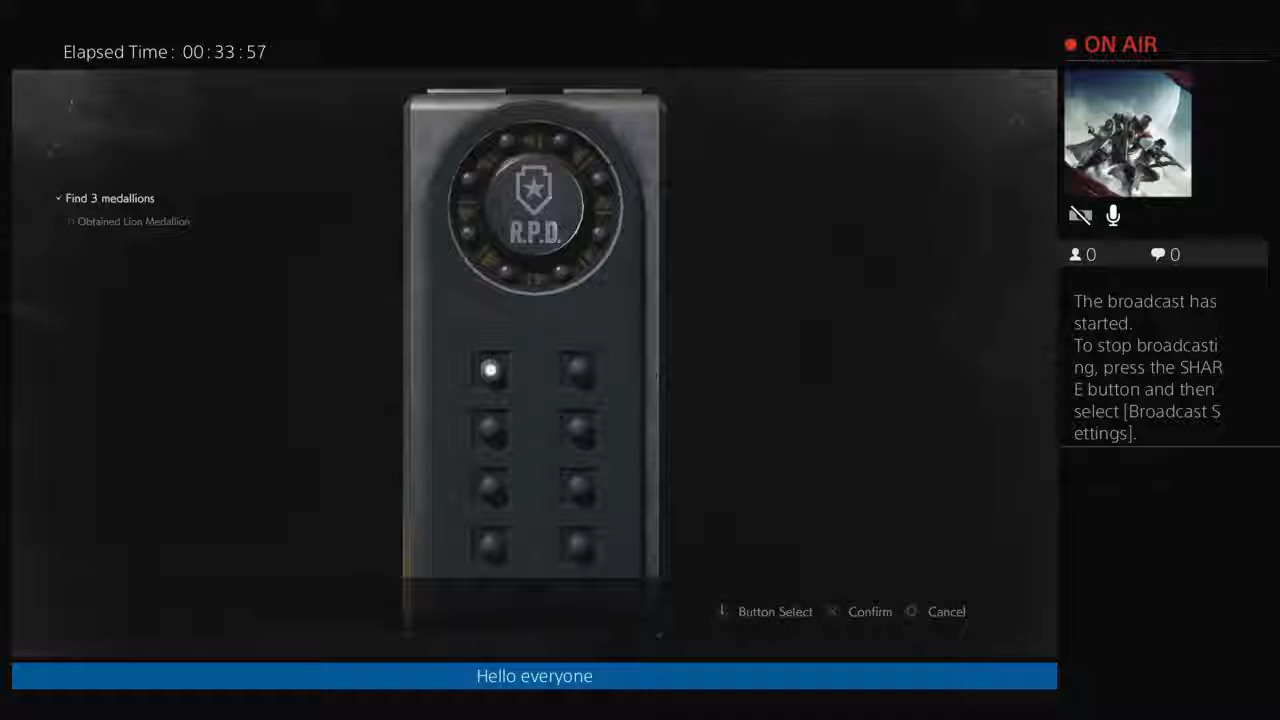 Elapsed Time: 00:33:57
ON AIR
Find 3 medallions
Obtained Lion Medallion
R.P.D.
0
0
The broadcast has
started.
To stop broadcasti
ng, press the SHAR
E button and then
select [Broadcast S
ettings].
Button Select
Confirm
Cancel
Hello everyone